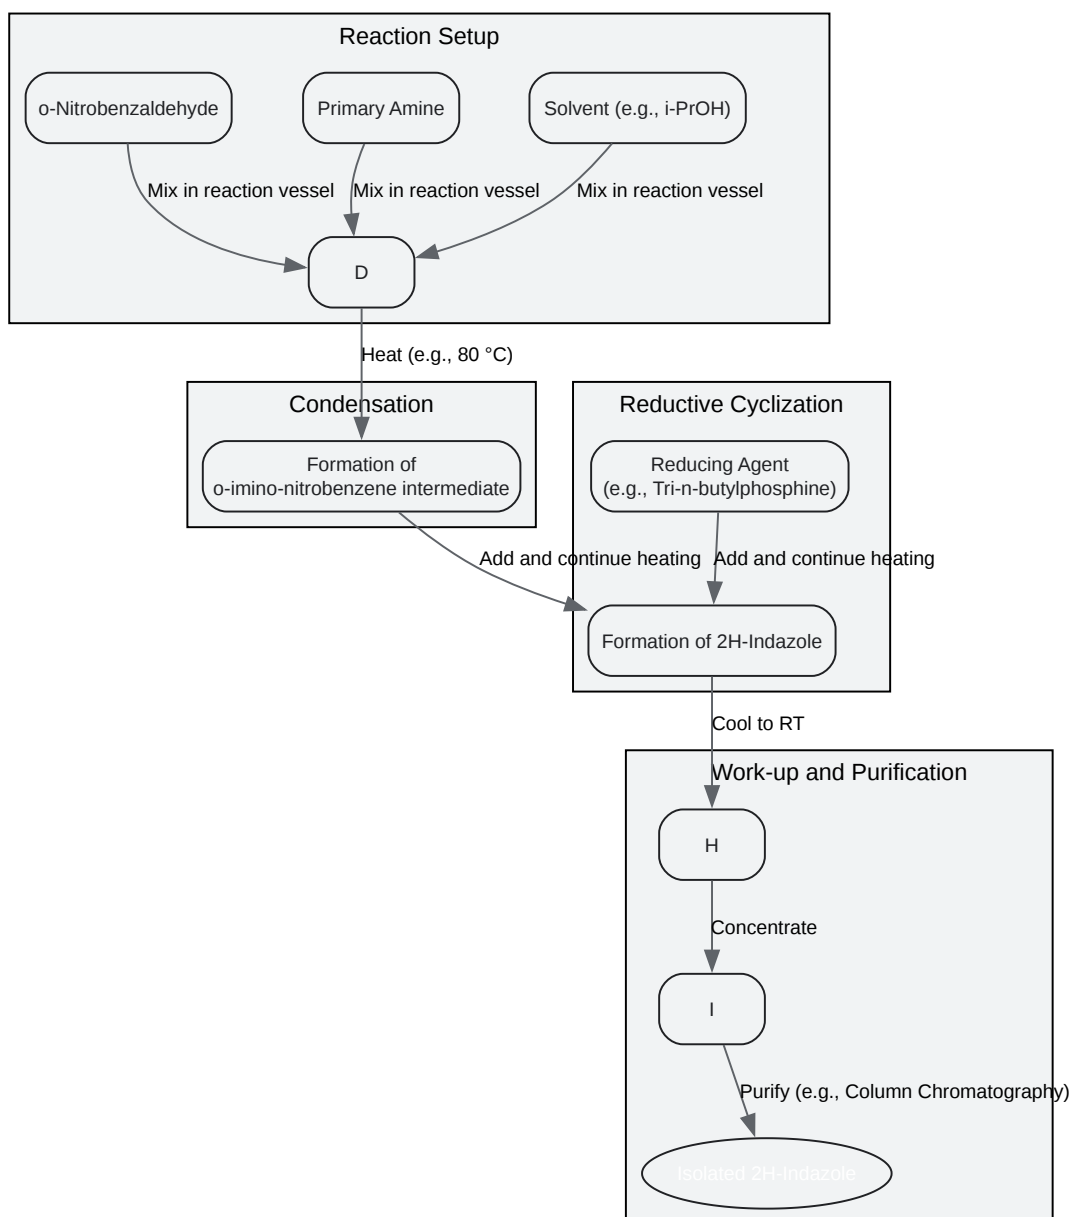 Reaction Setup
o-Nitrobenzaldehyde
Primary Amine
Solvent (e.g., i-PrOH)
Mix in reaction vessel
Mix in reaction vessel
Mix in reaction vessel
D
Heat (e.g., 80 °C)
Condensation
Reductive Cyclization
Formation of
o-imino-nitrobenzene intermediate
Reducing Agent
(e.g., Tri-n-butylphosphine)
Add and continue heating
Add and continue heating
Formation of 2H-Indazole
Cool to RT
Work-up and Purification
H
Concentrate
I
Purify (e.g., Column Chromatography)
Isolated 2H-Indazole